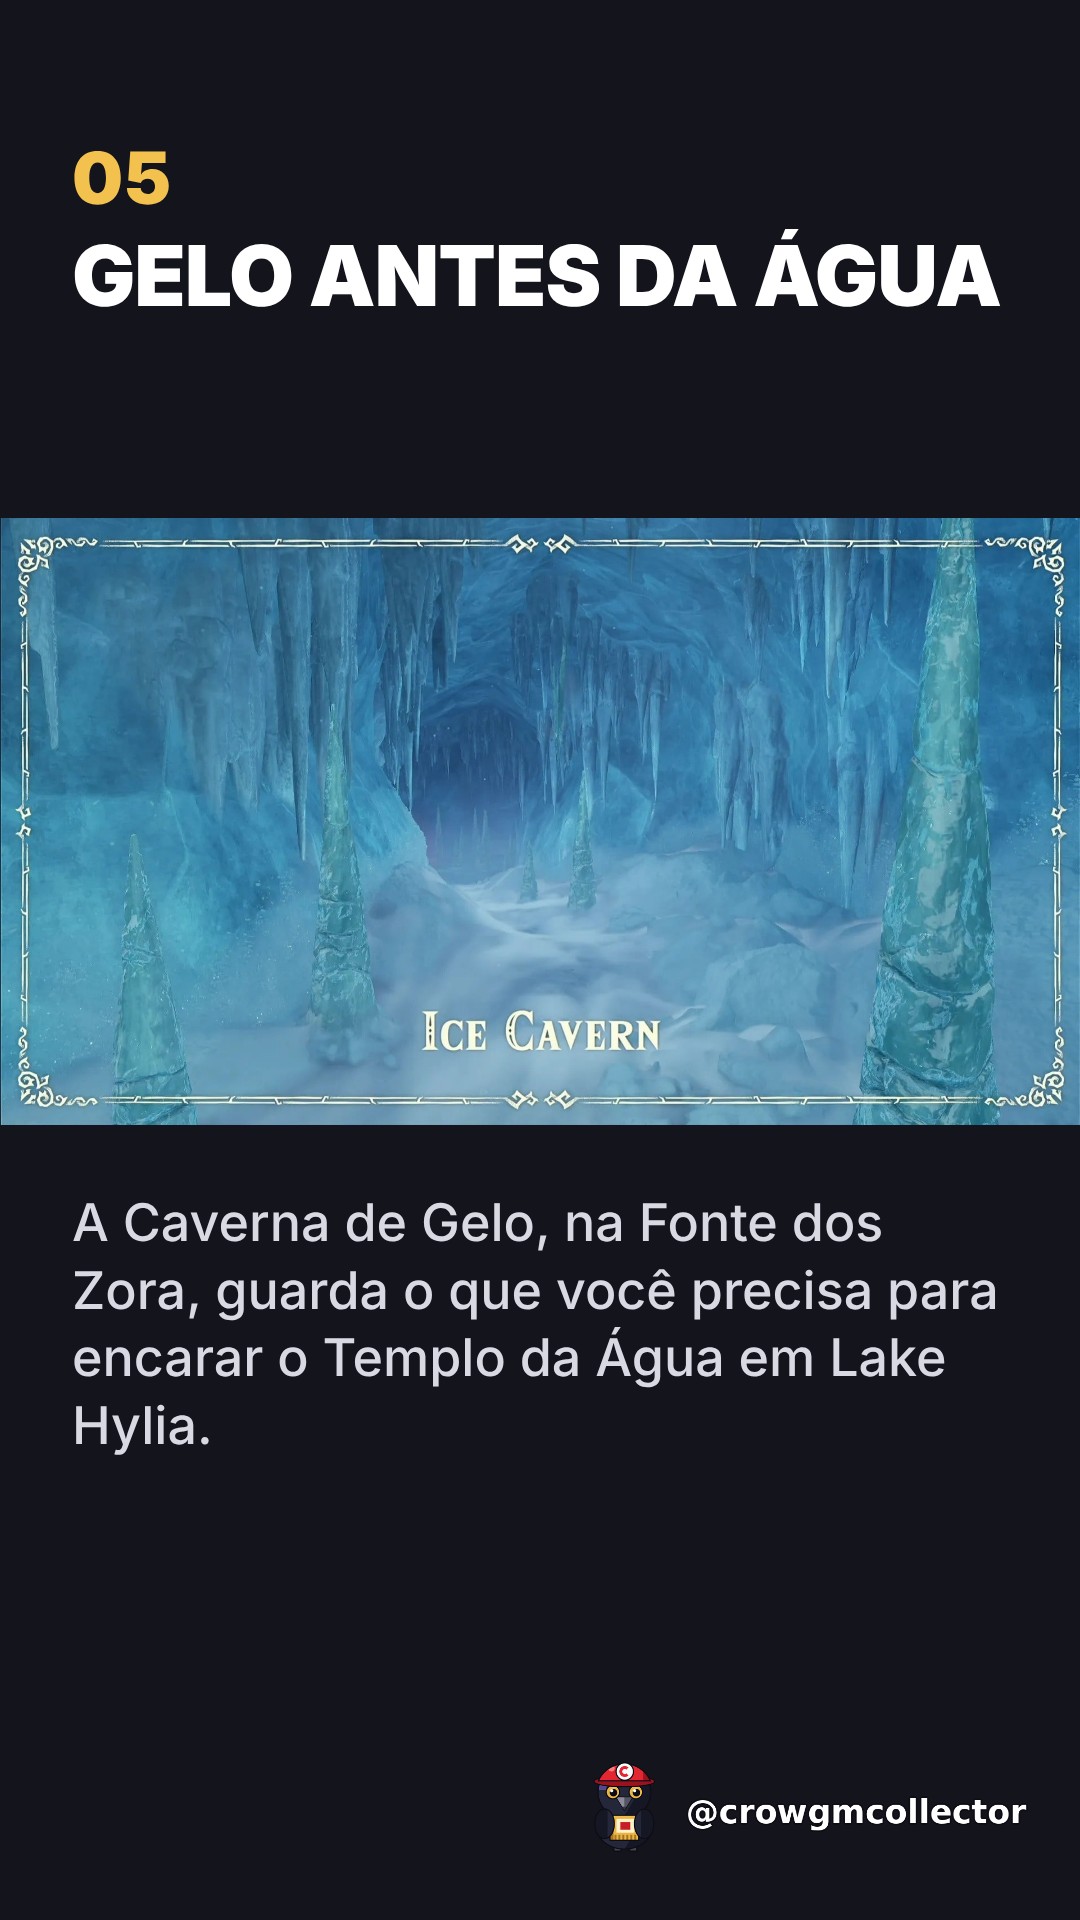 05
GELO ANTES DA ÁGUA
ICE CAVERN
A Caverna de Gelo, na Fonte dos
Zora, guarda o que você precisa para
encarar o Templo da Água em Lake
Hylia.
C
@crowgmcollector